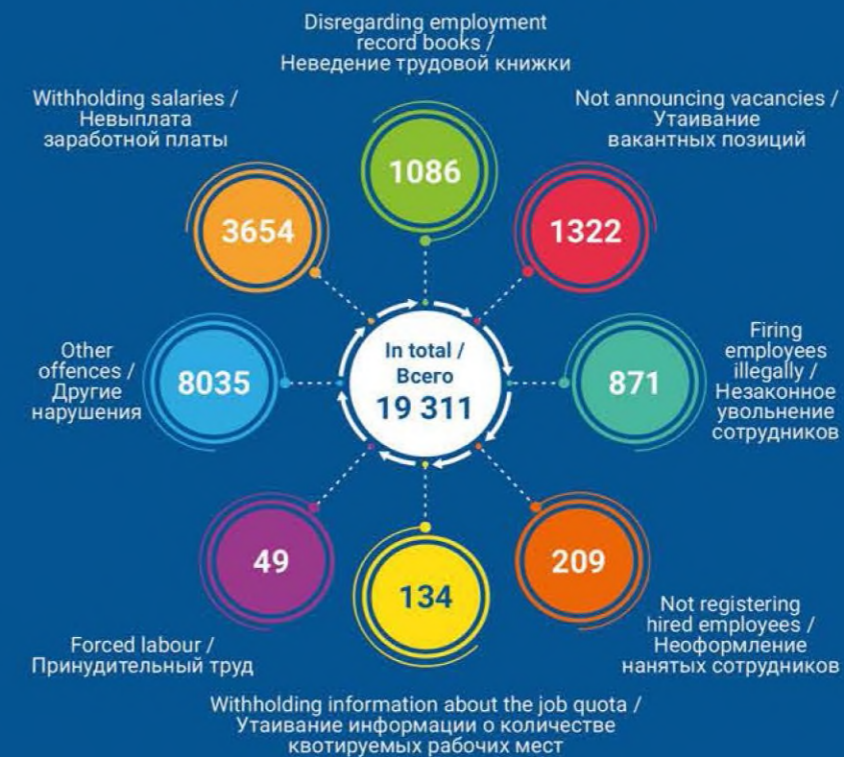 Disregarding employment
record books /
Неведение трудовой книжки
1086
Withholding salaries /
Невыплата
заработной платы
3654
Not announcing vacancies /
Утаивание
вакантных позиций
1322
Other
offences /
Другие
нарушения
8035
In total /
Всего
19 311
871
Firing
employees
illegally /
Незаконное
увольнение
сотрудников
49
Forced labour /
Принудительный труд
134
Withholding information about the job quota /
Утаивание информации о количестве
квотируемых рабочих мест
209
Not registering
hired employees /
Неоформление
нанятых сотрудников